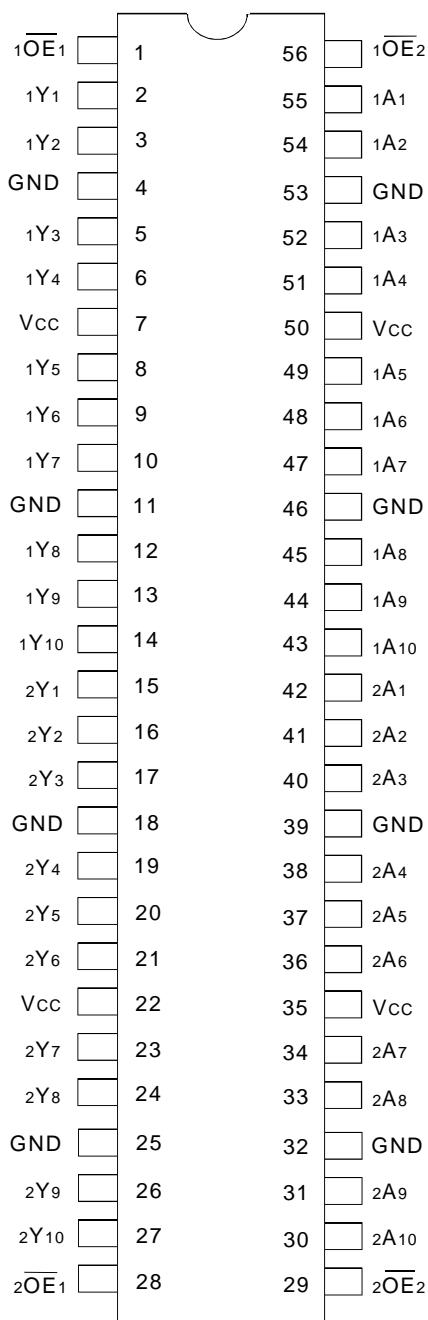 1OE1 1 56 1OE2
1Y1 2 55 1A1
1Y2 3 54 1A2
GND 4 53 GND
1Y3 5 52 1A3
1Y4 6 51 1A4
VCC 7 50 VCC
1Y5 8 49 1A5
1Y6 9 48 1A6
1Y7 10 47 1A7
GND 11 46 GND
1Y8 12 45 1A8
1Y9 13 44 1A9
1Y10 14 43 1A10
2Y1 15 42 2A1
2Y2 16 41 2A2
2Y3 17 40 2A3
GND 18 39 GND
2Y4 19 38 2A4
2Y5 20 37 2A5
2Y6 21 36 2A6
VCC 22 35 VCC
2Y7 23 34 2A7
2Y8 24 33 2A8
GND 25 32 GND
2Y9 26 31 2A9
2Y10 27 30 2A10
2OE1 28 29 2OE2